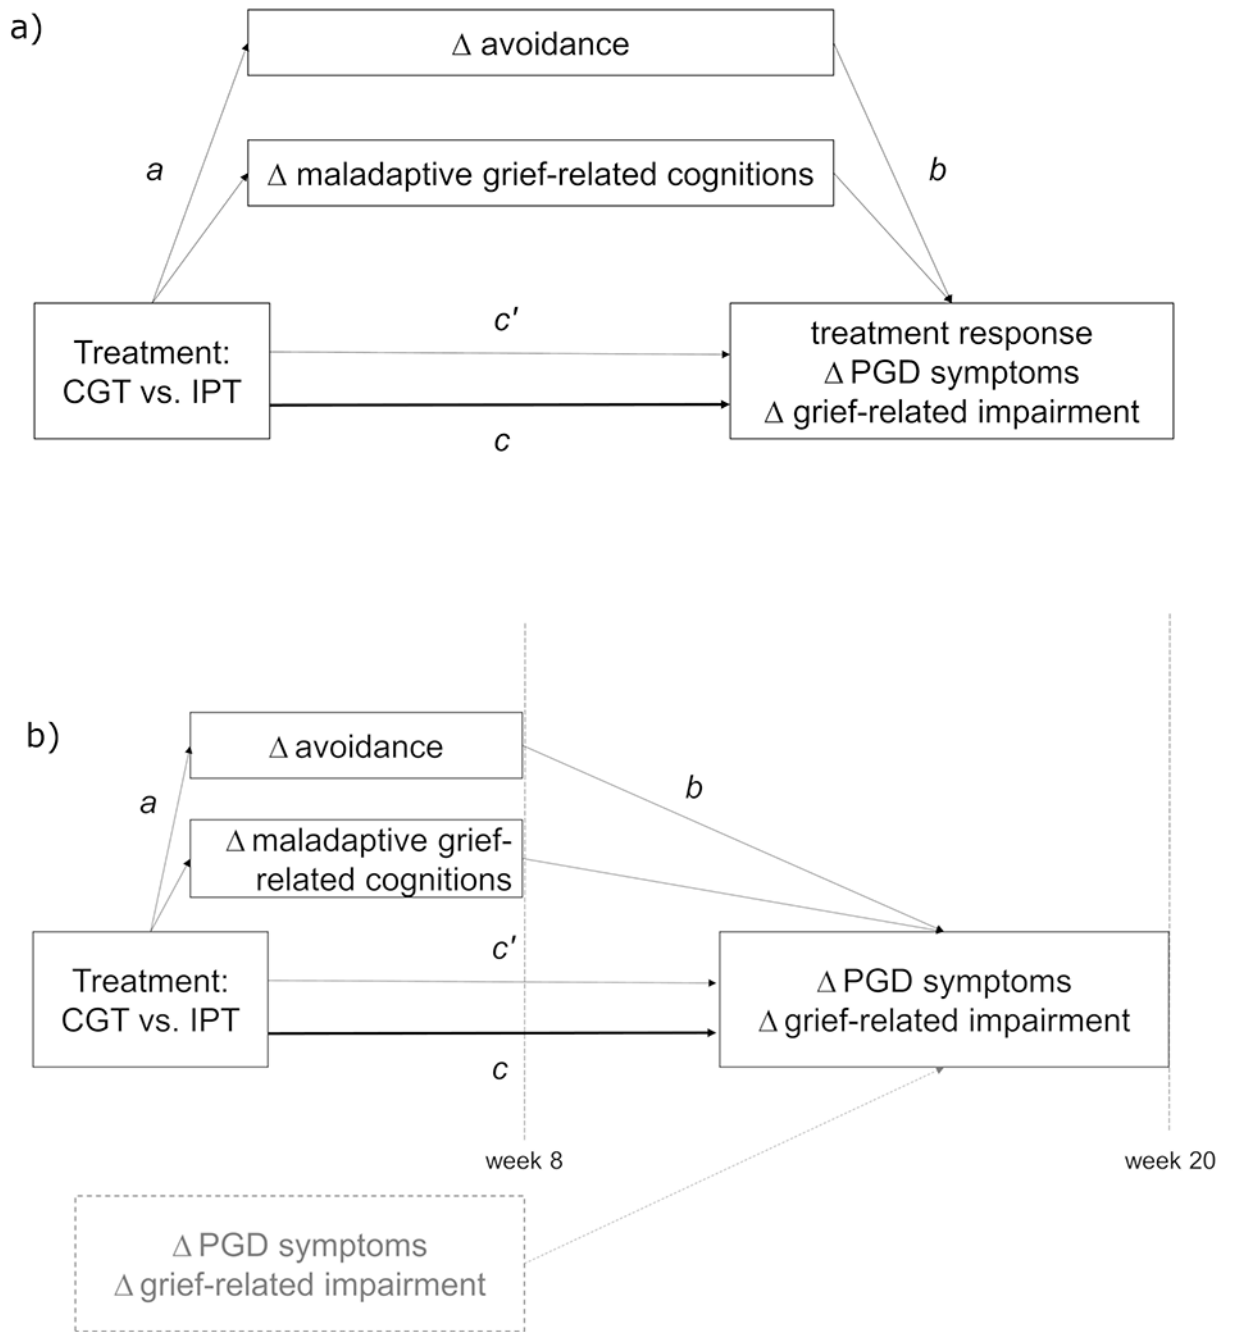 a)
Δ avoidance
Δ maladaptive grief-related cognitions
a
b
c'
Treatment:
CGT vs. IPT
treatment response
Δ PGD symptoms
Δ grief-related impairment
c
b)
Δ avoidance
a
b
Δ maladaptive grief-
related cognitions
c'
Treatment:
CGT vs. IPT
Δ PGD symptoms
Δ grief-related impairment
c
week 8
week 20
Δ PGD symptoms
Δ grief-related impairment